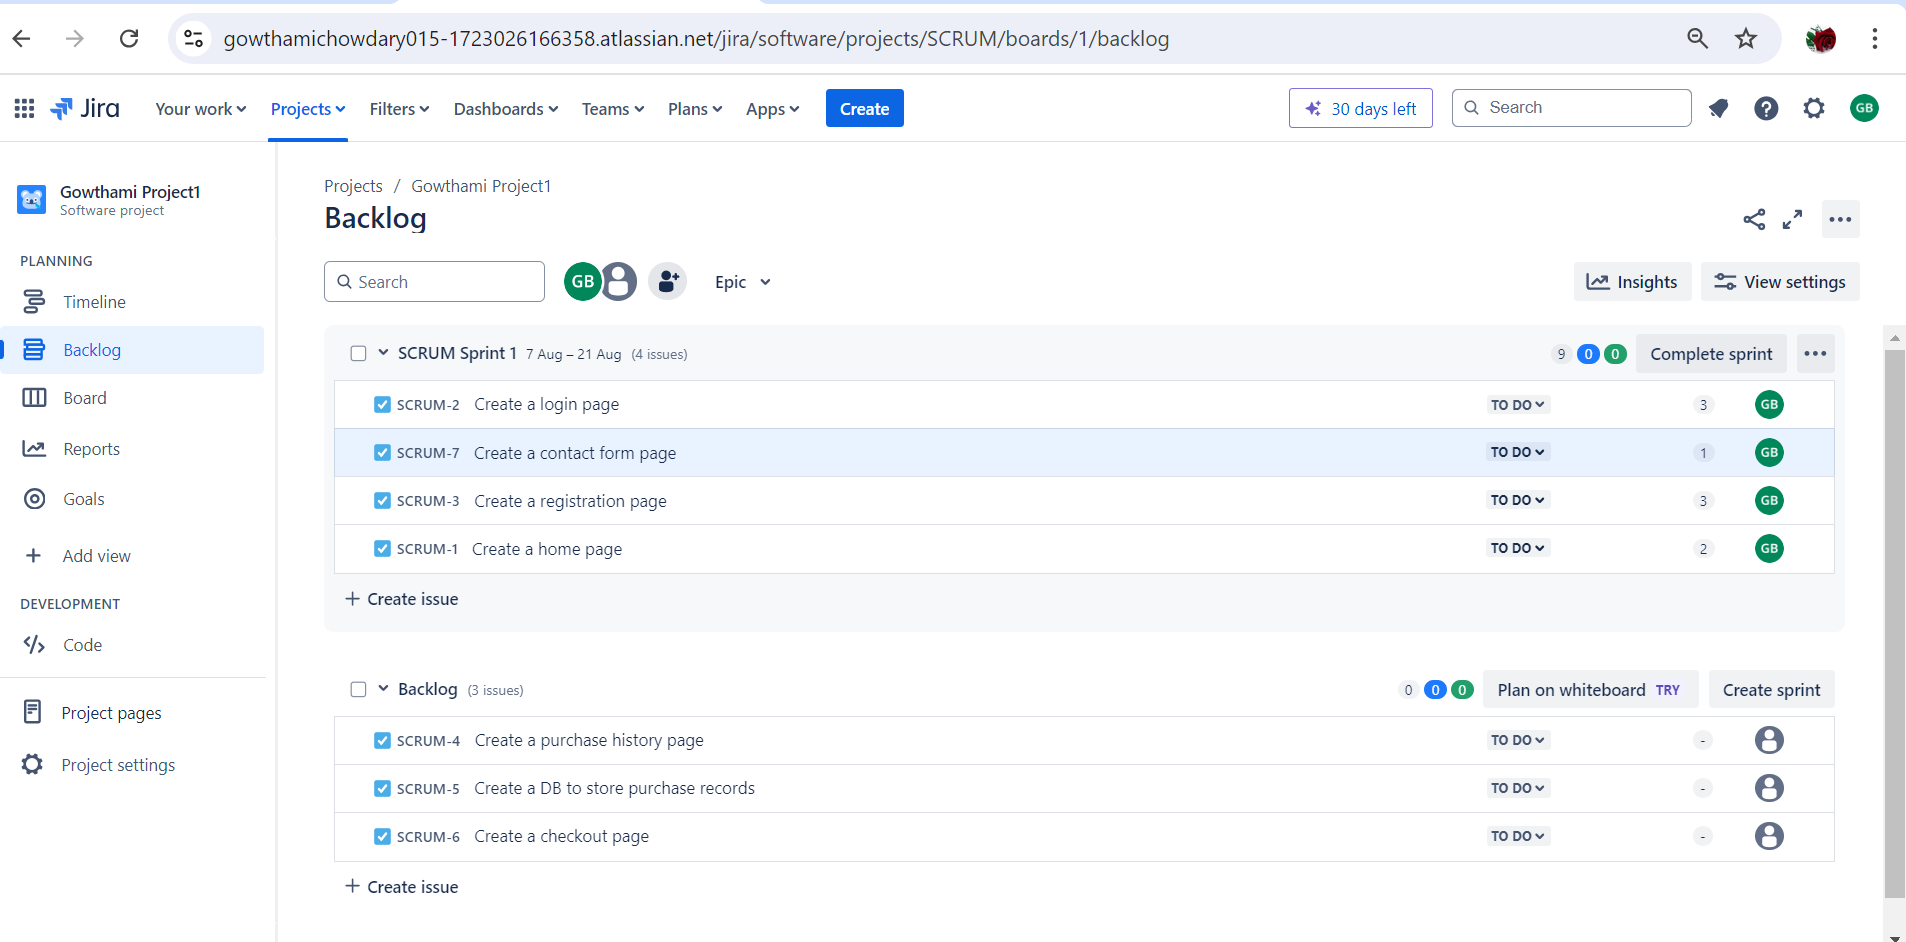 gowthamichowdary015-1723026166358.atlassian.net/jira/software/projects/SCRUM/boards/1/backlog
Jira Your work Projects Filters Dashboards Teams Plans Apps Create 30 days left Search GB
Gowthami Project1
Software project
PLANNING
Timeline
Backlog
Board
Reports
Goals
Add view
DEVELOPMENT
Code
Project pages
Project settings
Projects / Gowthami Project1
Backlog
Search GB Epic Insights View settings
SCRUM Sprint 1 7 Aug – 21 Aug (4 issues) 9 0 0 Complete sprint
SCRUM-2 Create a login page TO DO 3 GB
SCRUM-7 Create a contact form page TO DO 1 GB
SCRUM-3 Create a registration page TO DO 3 GB
SCRUM-1 Create a home page TO DO 2 GB
Create issue
Backlog (3 issues) 0 0 0 Plan on whiteboard TRY Create sprint
SCRUM-4 Create a purchase history page TO DO -
SCRUM-5 Create a DB to store purchase records TO DO -
SCRUM-6 Create a checkout page TO DO -
Create issue